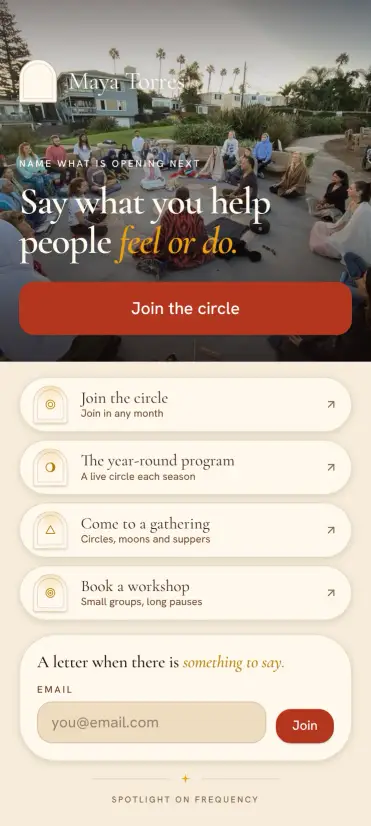 Maya Torres
NAME WHAT IS OPENING NEXT
Say what you help
people feel or do.
Join the circle
Join the circle
Join in any month
The year-round program
A live circle each season
Come to a gathering
Circles, moons and suppers
Book a workshop
Small groups, long pauses
A letter when there is something to say.
EMAIL
you@email.com
Join
SPOTLIGHT ON FREQUENCY